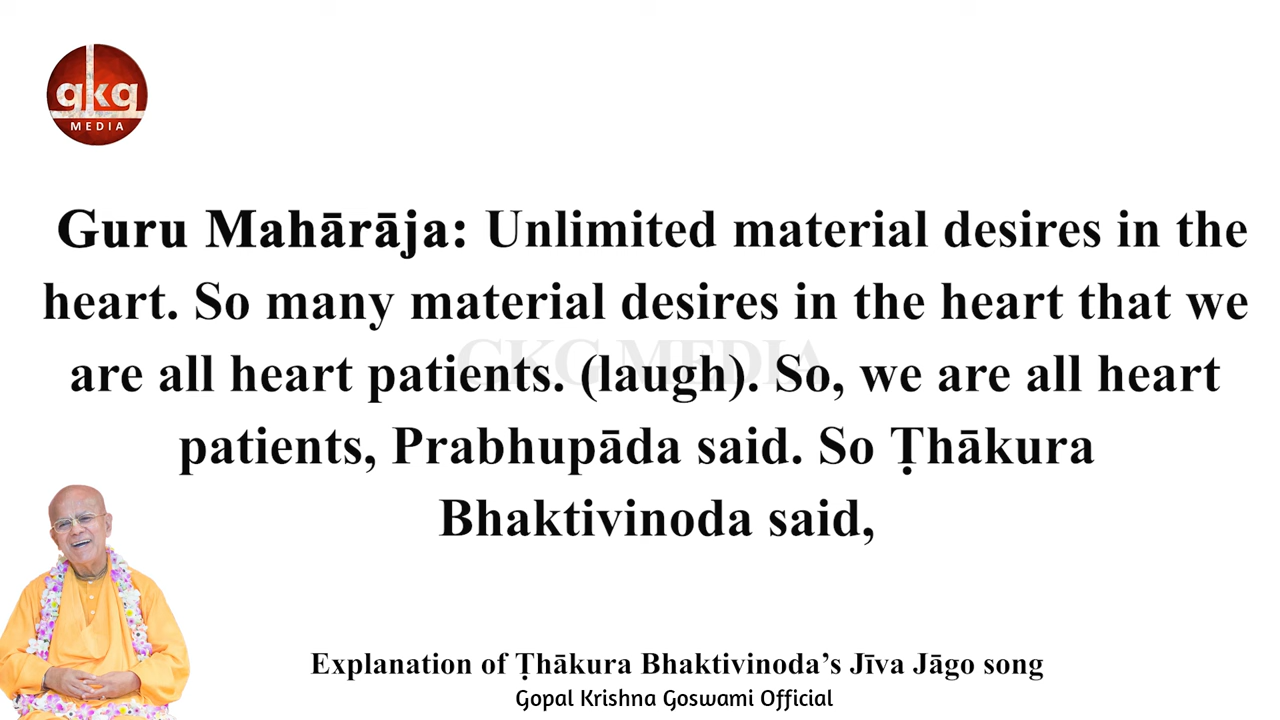 gkg
MEDIA
Guru Mahārāja: Unlimited material desires in the
heart. So many material desires in the heart that we
are all heart patients. (laugh). So, we are all heart
patients, Prabhupāda said. So Ṭhākura
Bhaktivinoda said,
GKG MEDIA
Explanation of Ṭhākura Bhaktivinoda’s Jīva Jāgo song
Gopal Krishna Goswami Official